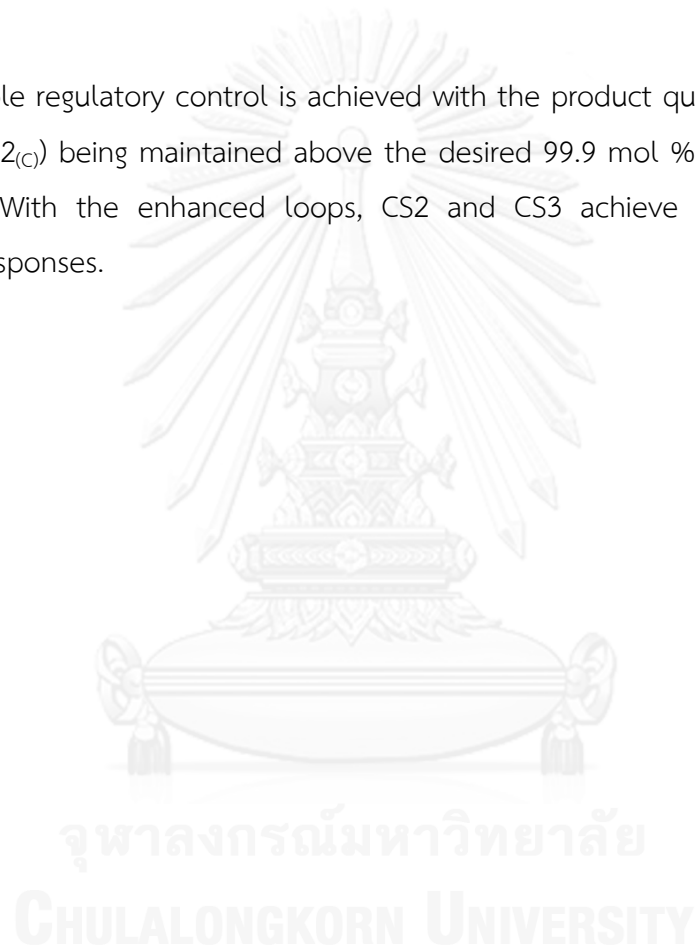 le regulatory control is achieved with the product qu
2(C)) being maintained above the desired 99.9 mol %
With the enhanced loops, CS2 and CS3 achieve
sponses.
จุฬาลงกรณ์มหาวิทยาลัย
CHULALONGKORN UNIVERSITY